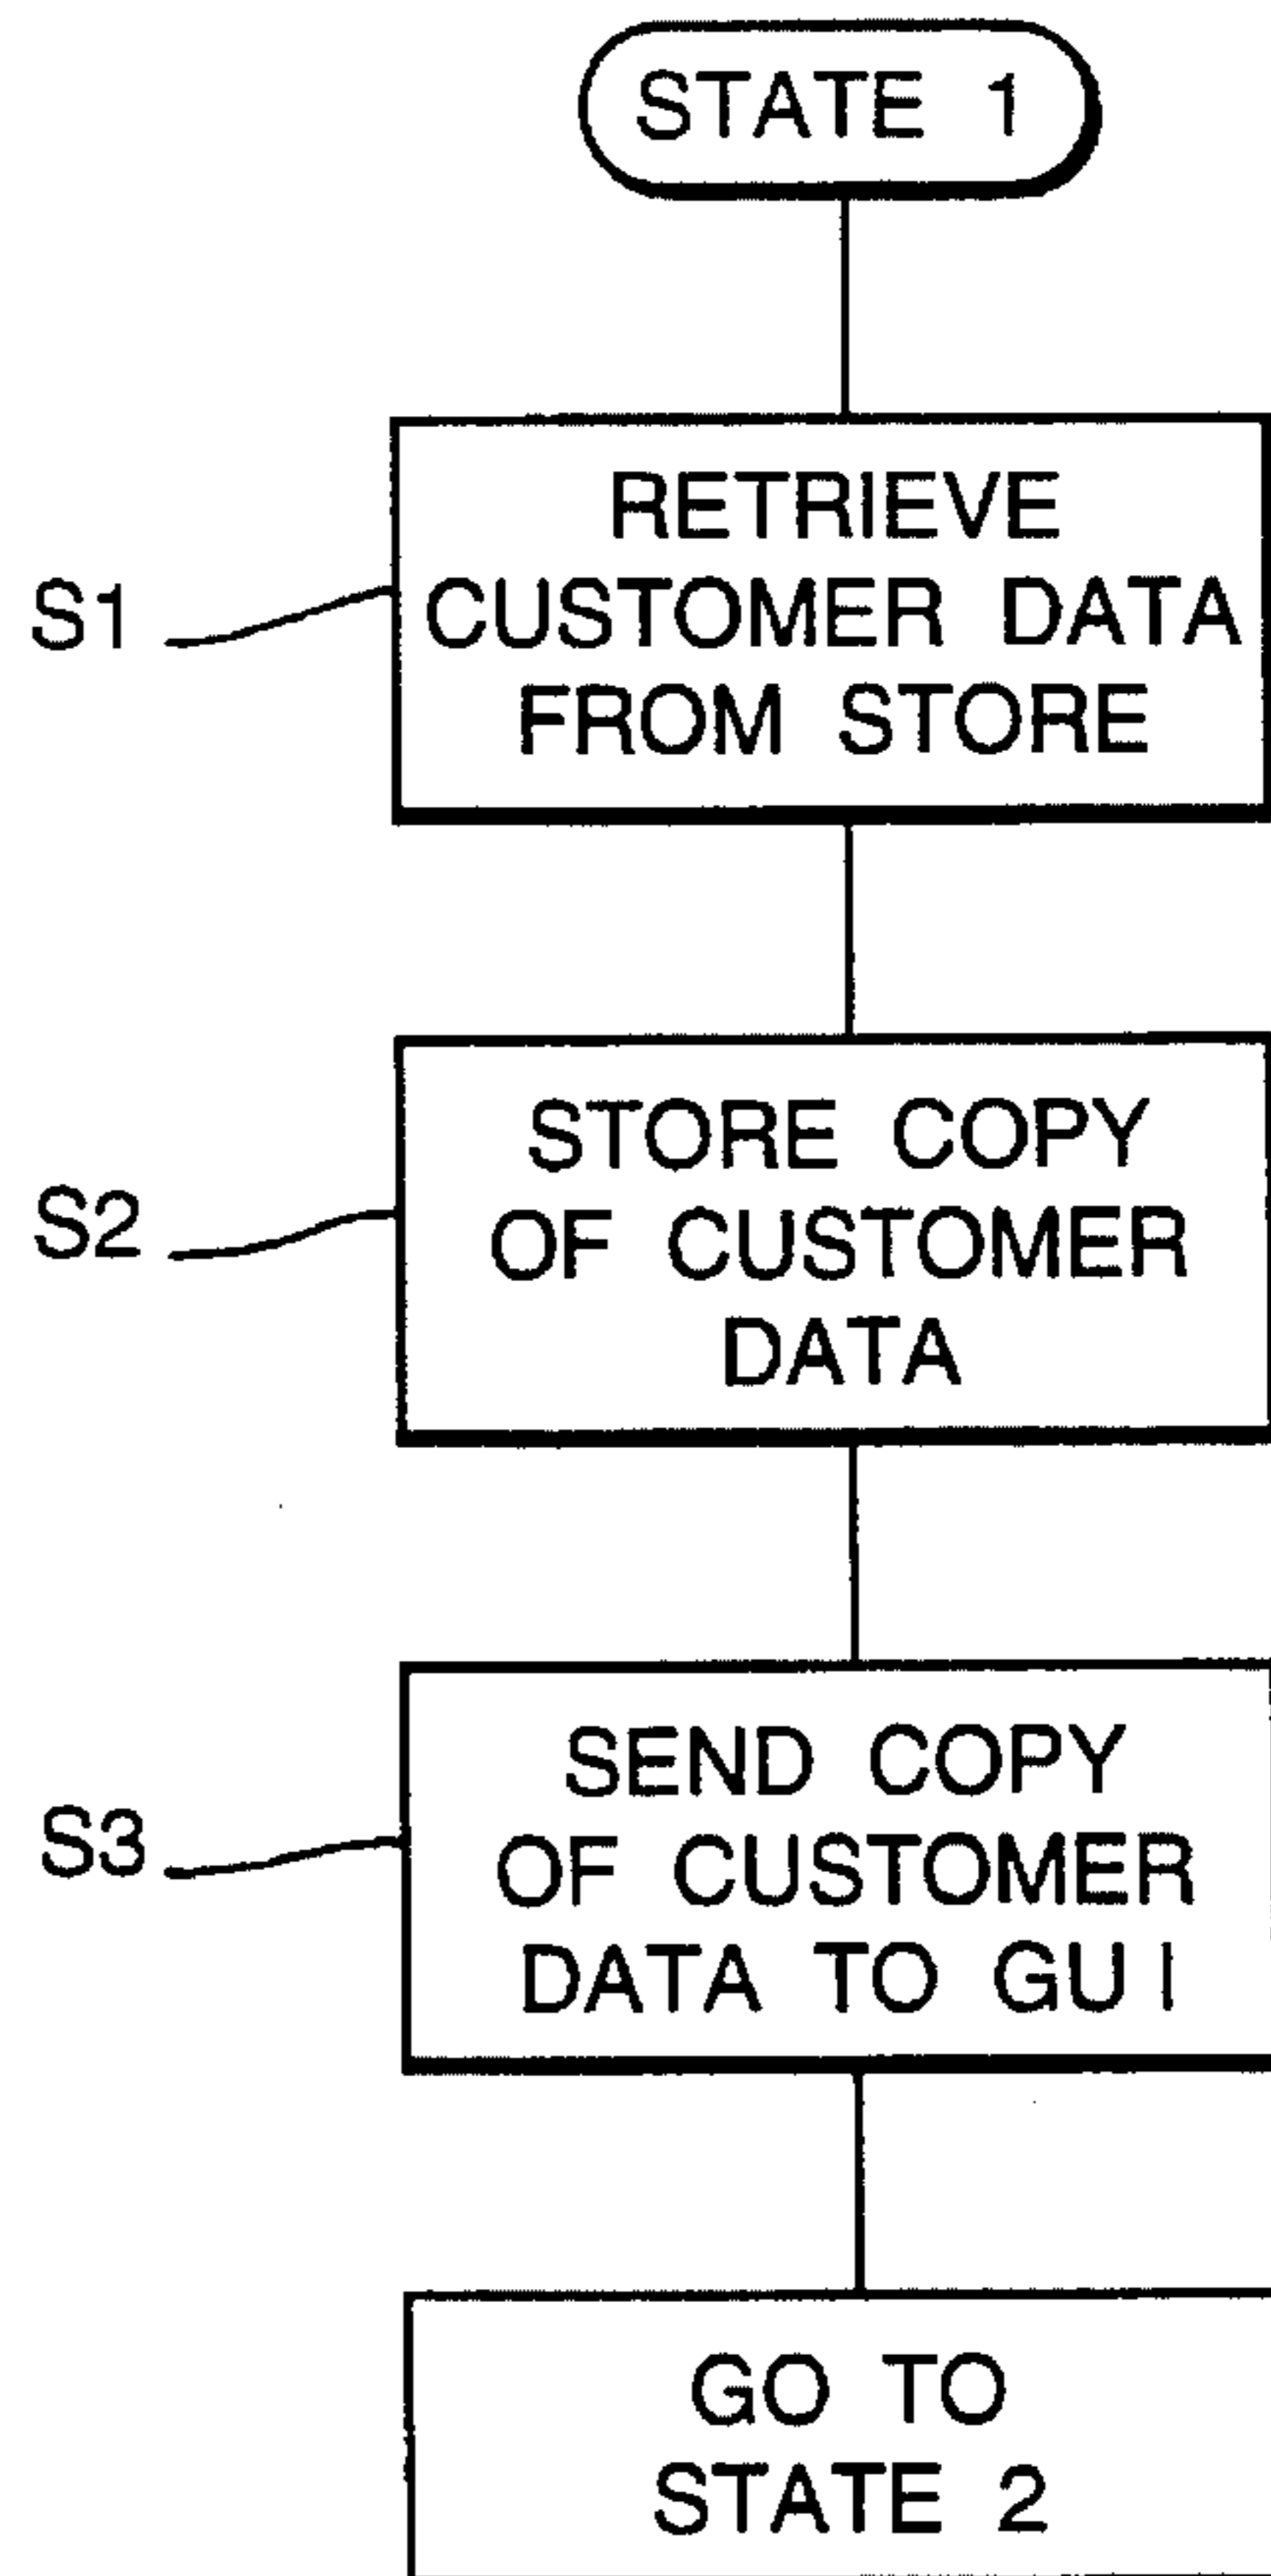 STATE 1
RETRIEVE
S1
CUSTOMER DATA
FROM STORE
STORE COPY
S2
OF CUSTOMER
DATA
SEND COPY
S3
OF CUSTOMER
DATA TO GUI
GO TO
STATE 2